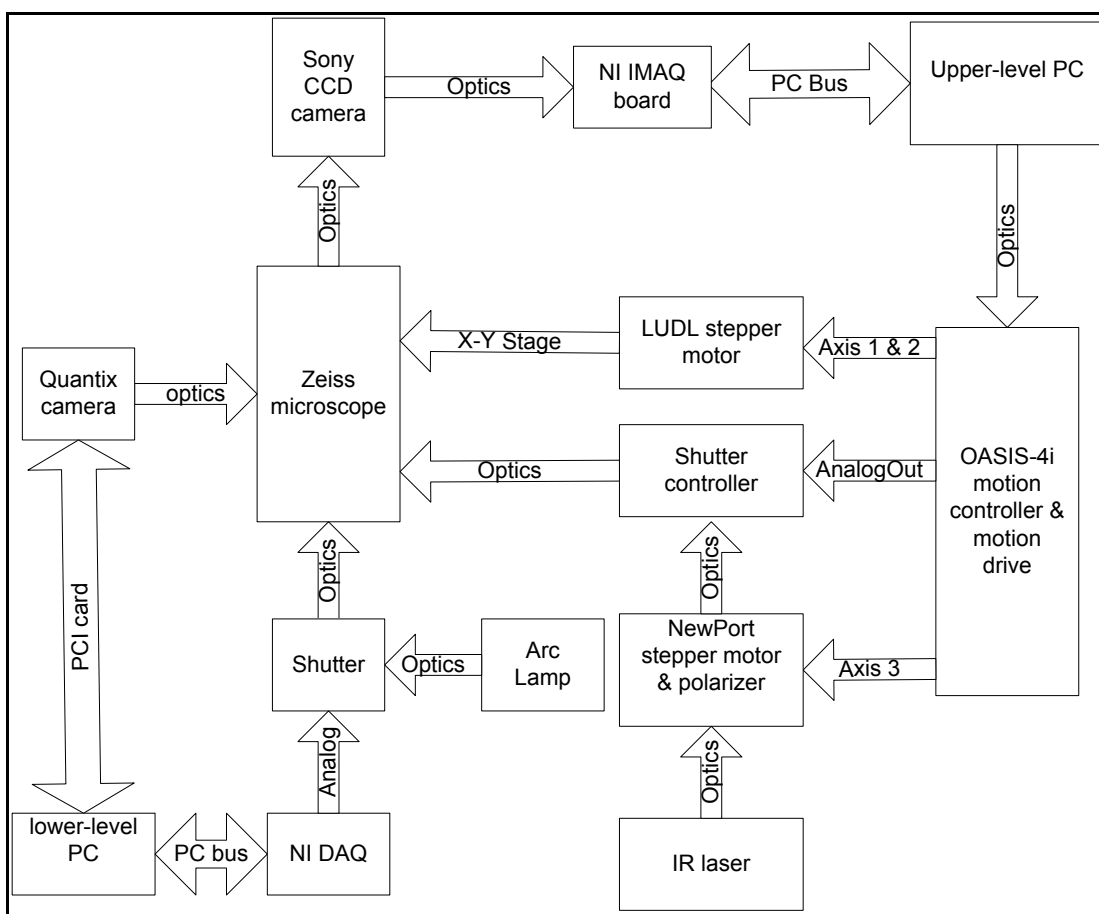 Sony
CCD
camera
Optics
NI IMAQ
board
PC Bus
Upper-level PC
Optics
Optics
Quantix
camera
optics
Zeiss
microscope
X-Y Stage
LUDL stepper
motor
Axis 1 & 2
Optics
Shutter
controller
AnalogOut
OASIS-4i
motion
controller &
motion
drive
PCI card
Optics
Optics
Shutter
Optics
Arc
Lamp
NewPort
stepper motor
& polarizer
Axis 3
Analog
Optics
lower-level
PC
PC bus
NI DAQ
IR laser